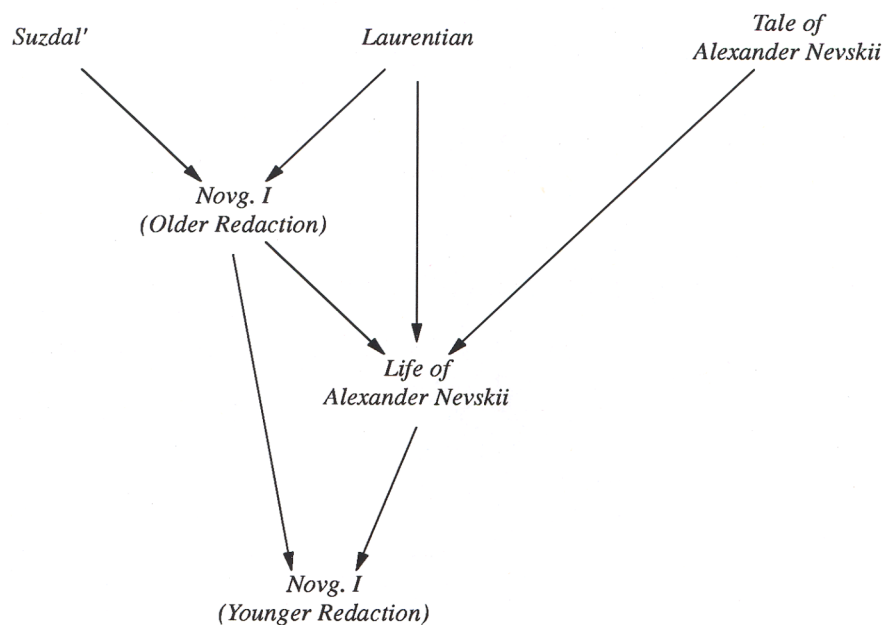 Suzdal'
Laurentian
Tale of
Alexander Nevskii
Novg. I
(Older Redaction)
Life of
Alexander Nevskii
Novg. I
(Younger Redaction)